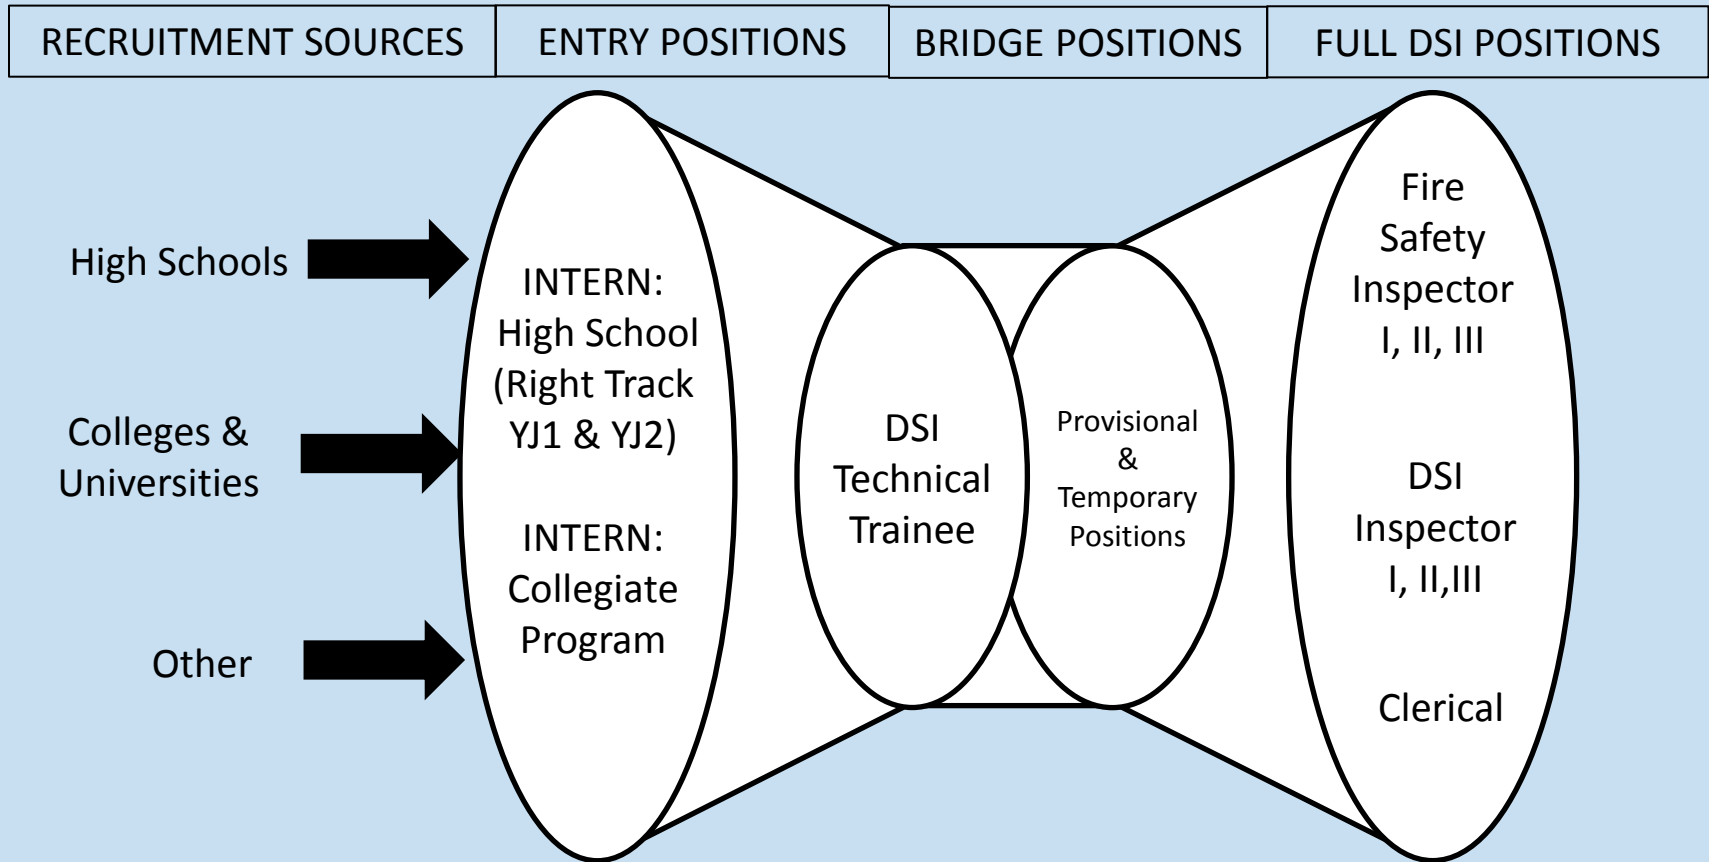 RECRUITMENT SOURCES
ENTRY POSITIONS
BRIDGE POSITIONS
FULL DSI POSITIONS
High Schools
Colleges &
Universities
Other
INTERN:
High School
(Right Track
YJ1 & YJ2)
INTERN:
Collegiate
Program
DSI
Technical
Trainee
Provisional
&
Temporary
Positions
Fire
Safety
Inspector
I, II, III
DSI
Inspector
I, II,III
Clerical